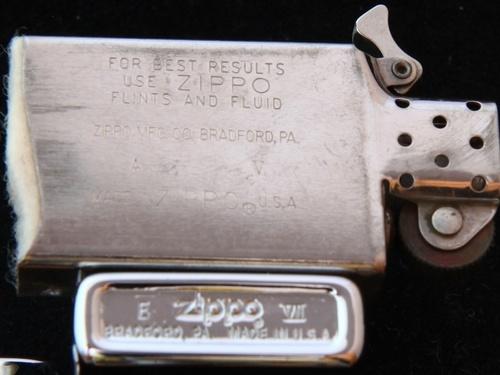 FOR BEST RESULTS
USE ZIPPO
FLINTS AND FLUID
ZIPPO MFG. CO. BRADFORD, PA.
A V
ZIPPO® U.S.A
E Zippo VII
BRADFORD, PA. MADE IN U.S.A.